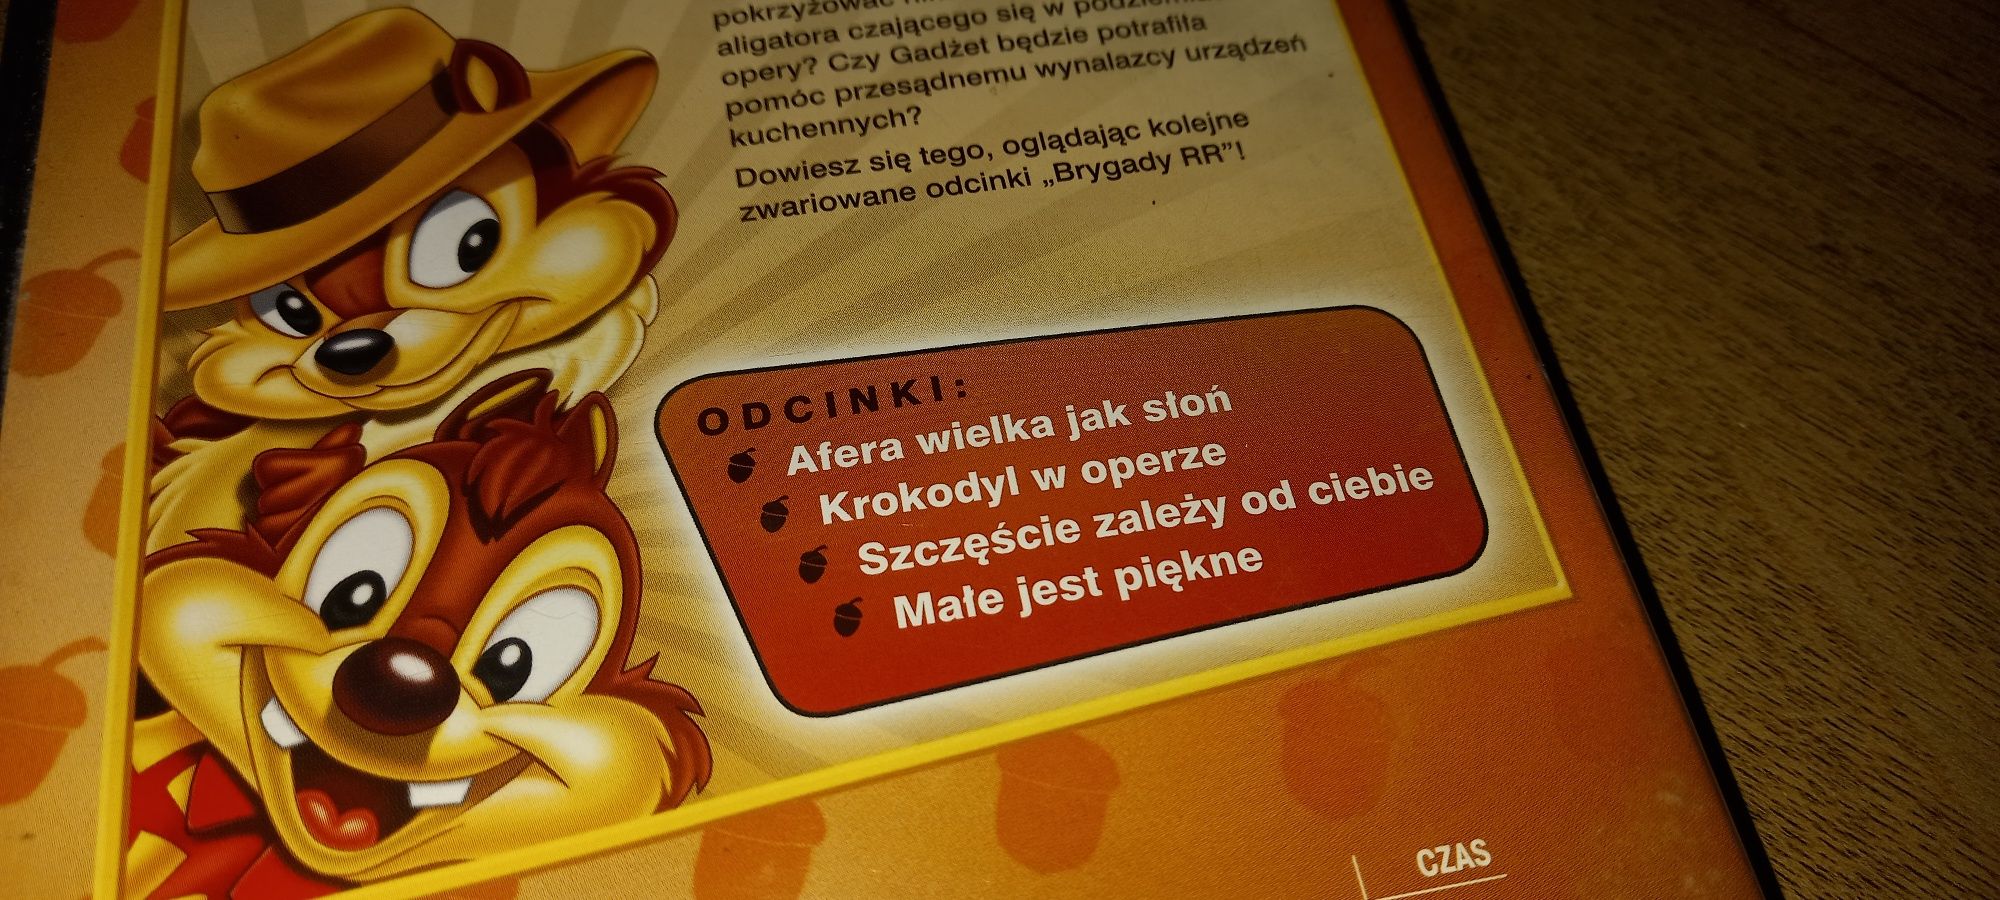 pokrzyżować
aligatora czającego się w
opery? Czy Gadżet będzie potrafiła
pomóc przesądnemu wynalazcy urządzeń
kuchennych?
Dowiesz się tego, oglądając kolejne
zwariowane odcinki „Brygady RR”!
ODCINKI:
Afera wielka jak słoń
Krokodyl w operze
Szczęście zależy od ciebie
Małe jest piękne
CZAS